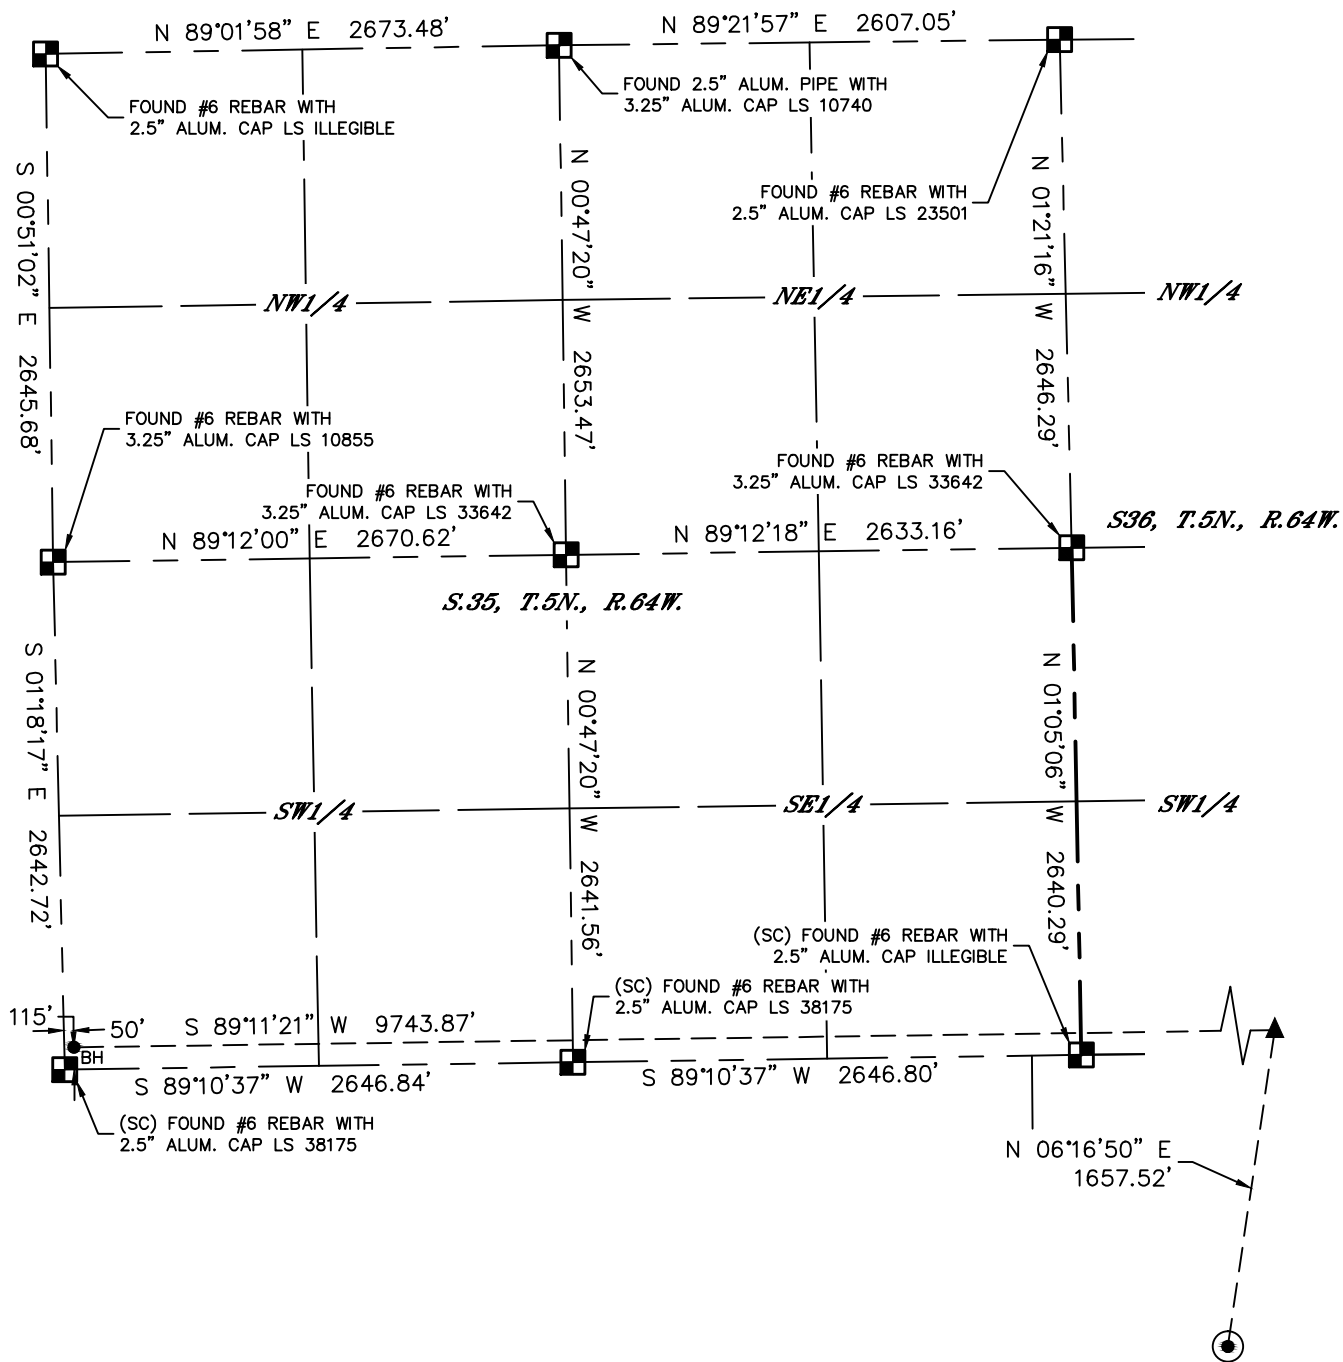 N 89°01'58" E 2673.48'
N 89°21'57" E 2607.05'
FOUND #6 REBAR WITH
2.5" ALUM. CAP LS ILLEGIBLE
FOUND 2.5" ALUM. PIPE WITH
3.25" ALUM. CAP LS 10740
FOUND #6 REBAR WITH
2.5" ALUM. CAP LS 23501
S 00°51'02" E 2645.68'
N 00°47'20" W 2653.47'
N 01°21'16" W 2646.29'
NW1/4
NE1/4
NW1/4
FOUND #6 REBAR WITH
3.25" ALUM. CAP LS 10855
FOUND #6 REBAR WITH
3.25" ALUM. CAP LS 33642
FOUND #6 REBAR WITH
3.25" ALUM. CAP LS 33642
S36, T.5N., R.64W.
N 89°12'00" E 2670.62'
N 89°12'18" E 2633.16'
S.35, T.5N., R.64W.
S 01°18'17" E 2642.72'
N 00°47'20" W 2641.56'
N 01°05'06" W 2640.29'
SW1/4
SE1/4
SW1/4
(SC) FOUND #6 REBAR WITH
2.5" ALUM. CAP ILLEGIBLE
(SC) FOUND #6 REBAR WITH
2.5" ALUM. CAP LS 38175
115'
50'
S 89°11'21" W 9743.87'
BH
S 89°10'37" W 2646.84'
S 89°10'37" W 2646.80'
(SC) FOUND #6 REBAR WITH
2.5" ALUM. CAP LS 38175
N 06°16'50" E
1657.52'